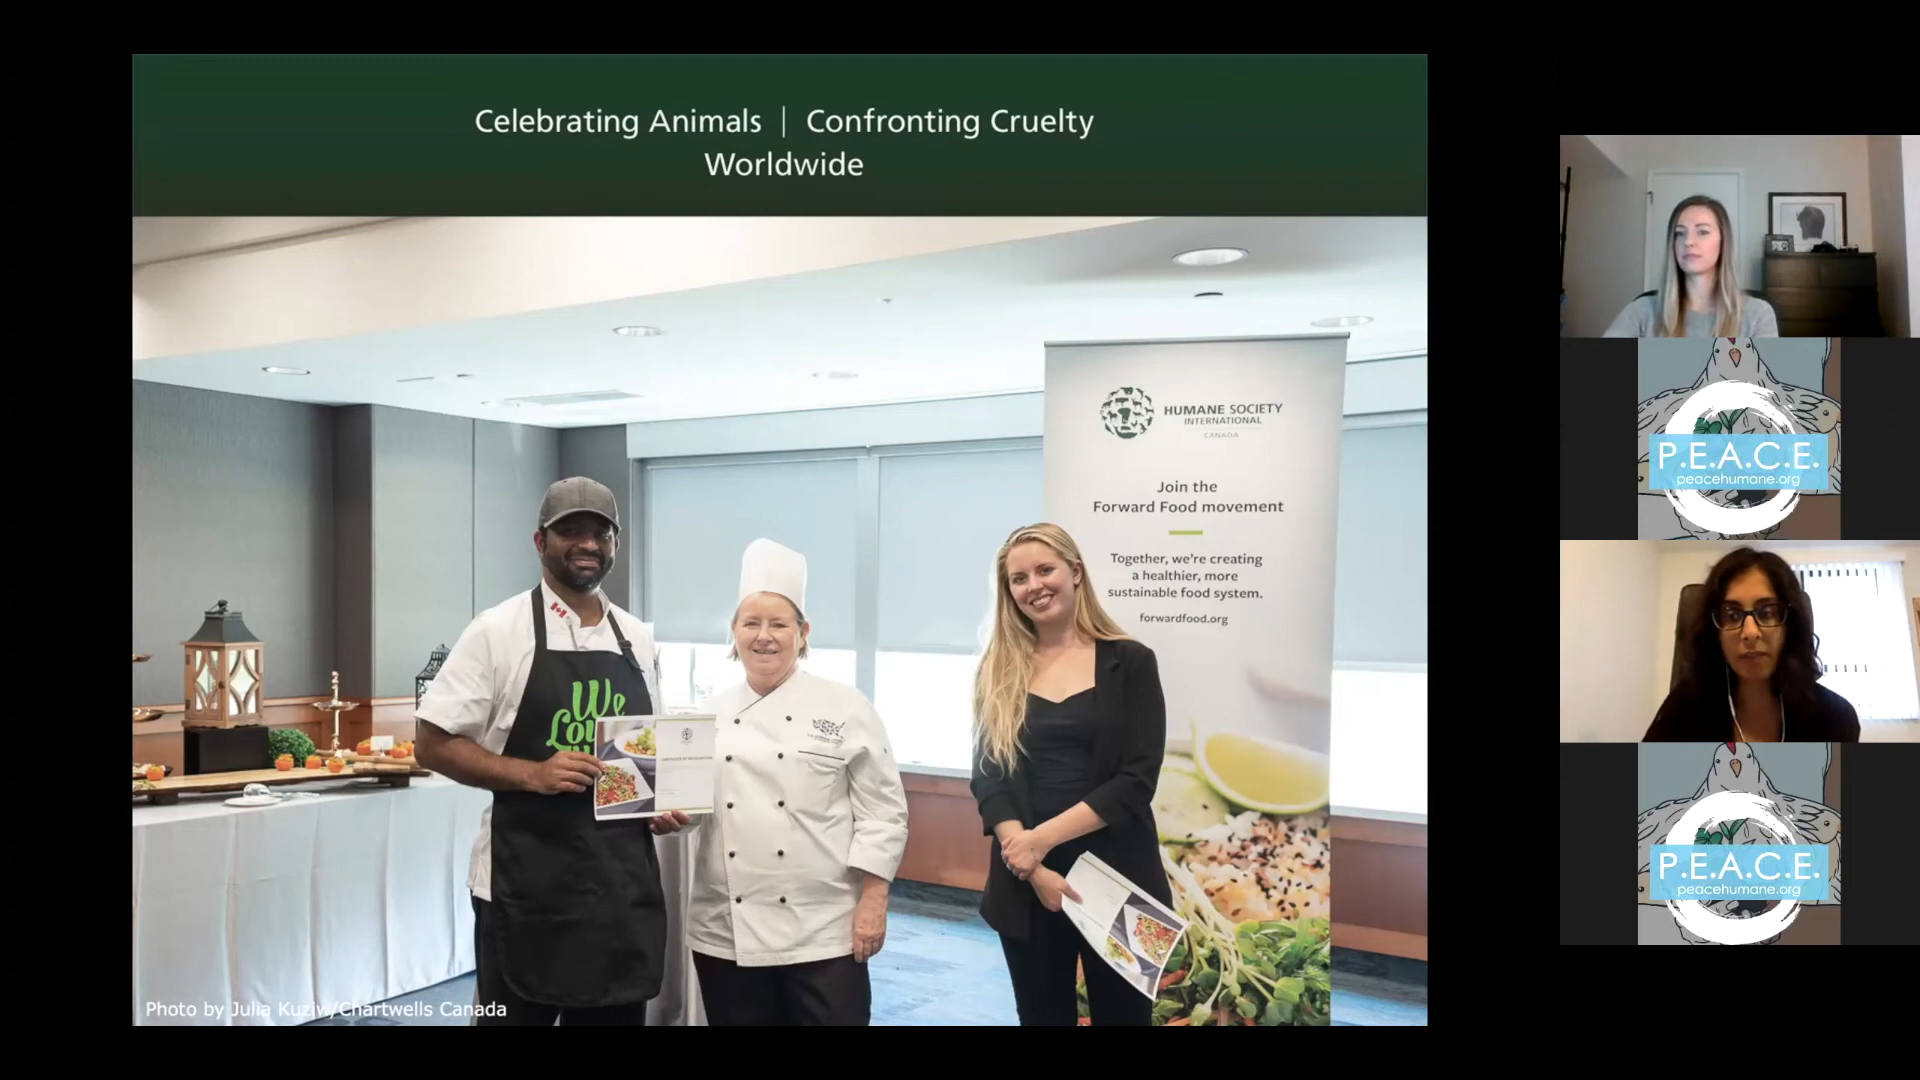 Celebrating Animals | Confronting Cruelty
Worldwide
HUMANE SOCIETY
INTERNATIONAL
CANADA
Join the
Forward Food movement
Together, we're creating
a healthier, more
sustainable food system.
forwardfood.org
We
Photo by Julia Kuziw/Chartwells Canada
P.E.A.C.E.
peacehumane.org
P.E.A.C.E.
peacehumane.org